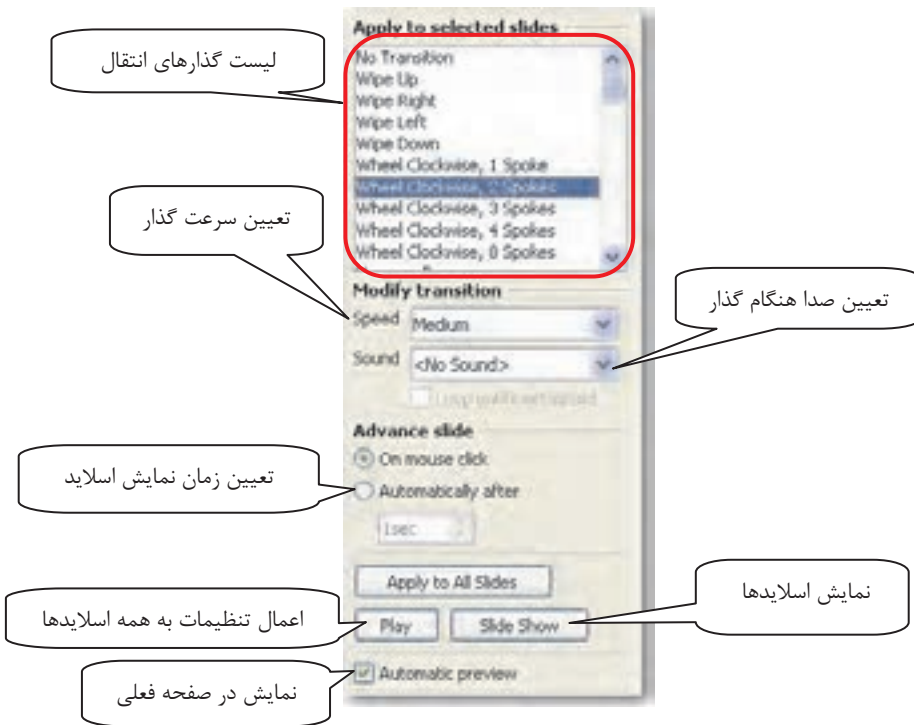 Apply to selected slides
لیست گذارهای انتقال
No Transition
Wipe Up
Wipe Right
Wipe Left
Wipe Down
Wheel Clockwise, 1 Spoke
Wheel Clockwise, 2 Spokes
Wheel Clockwise, 3 Spokes
Wheel Clockwise, 4 Spokes
Wheel Clockwise, 8 Spokes
تعیین سرعت گذار
Modify transition
Speed Medium
تعیین صدا هنگام گذار
Sound <No Sound>
Advance slide
On mouse click
تعیین زمان نمایش اسلاید
Automatically after
1sec
Apply to All Slides
نمایش اسلایدها
اعمال تنظیمات به همه اسلایدها
Play Slide Show
Automatic preview
نمایش در صفحه فعلی